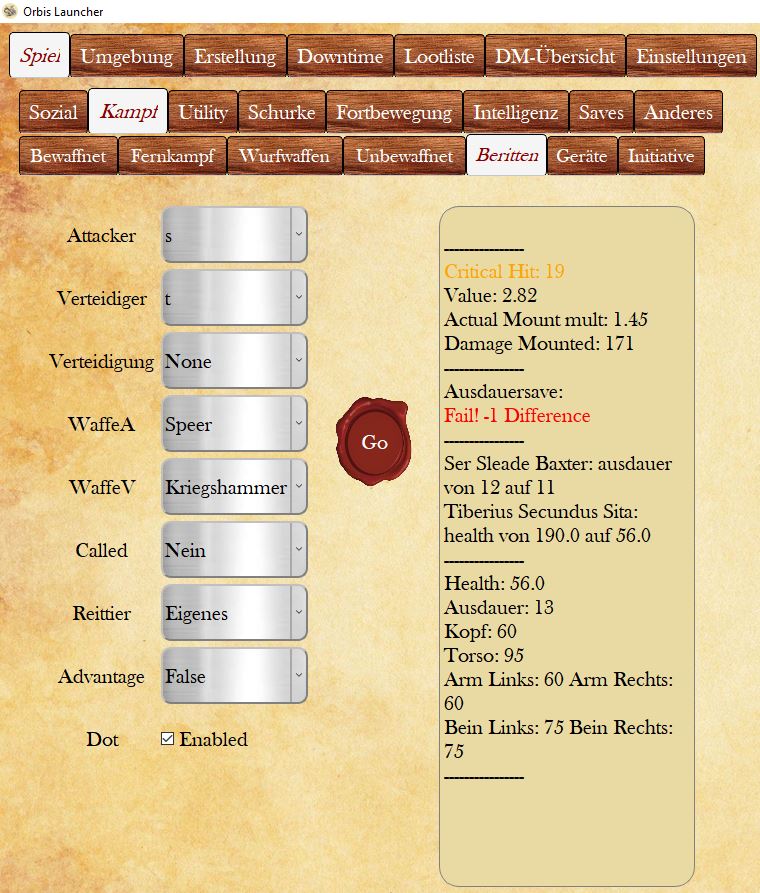 Orbis Launcher
Spiel Umgebung Erstellung Downtime Lootliste DM-Übersicht Einstellungen
Sozial Kampf Utility Schurke Fortbewegung Intelligenz Saves Anderes
Bewaffnet Fernkampf Wurfwaffen Unbewaffnet Beritten Geräte Initiative
Attacker s
Verteidiger t
Verteidigung None
WaffeA Speer
WaffeV Kriegshammer
Called Nein
Reittier Eigenes
Advantage False
Dot Enabled
Go
----------------
Critical Hit: 19
Value: 2.82
Actual Mount mult: 1.45
Damage Mounted: 171
----------------
Ausdauersave:
Fail! -1 Difference
----------------
Ser Sleade Baxter: ausdauer
von 12 auf 11
Tiberius Secundus Sita:
health von 190.0 auf 56.0
----------------
Health: 56.0
Ausdauer: 13
Kopf: 60
Torso: 95
Arm Links: 60 Arm Rechts:
60
Bein Links: 75 Bein Rechts:
75
----------------